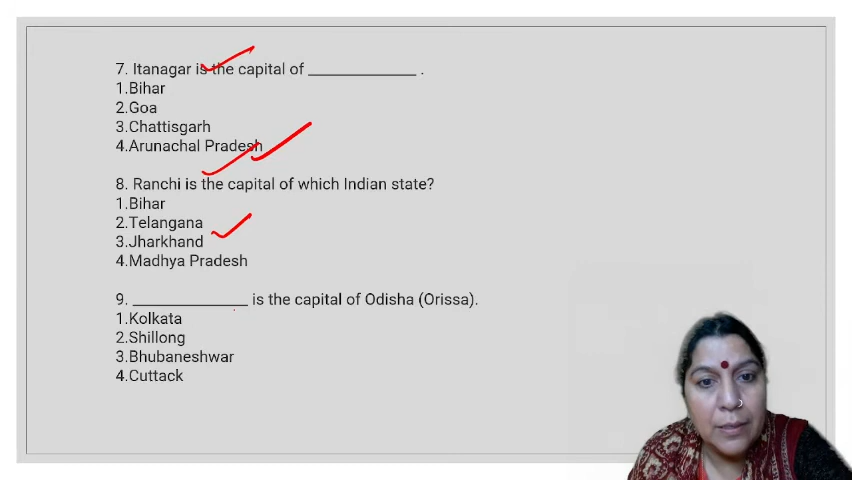 7. Itanagar is the capital of ______________ .
1.Bihar
2.Goa
3.Chattisgarh
4.Arunachal Pradesh
8. Ranchi is the capital of which Indian state?
1.Bihar
2.Telangana
3.Jharkhand
4.Madhya Pradesh
9. ______________ is the capital of Odisha (Orissa).
1.Kolkata
2.Shillong
3.Bhubaneshwar
4.Cuttack